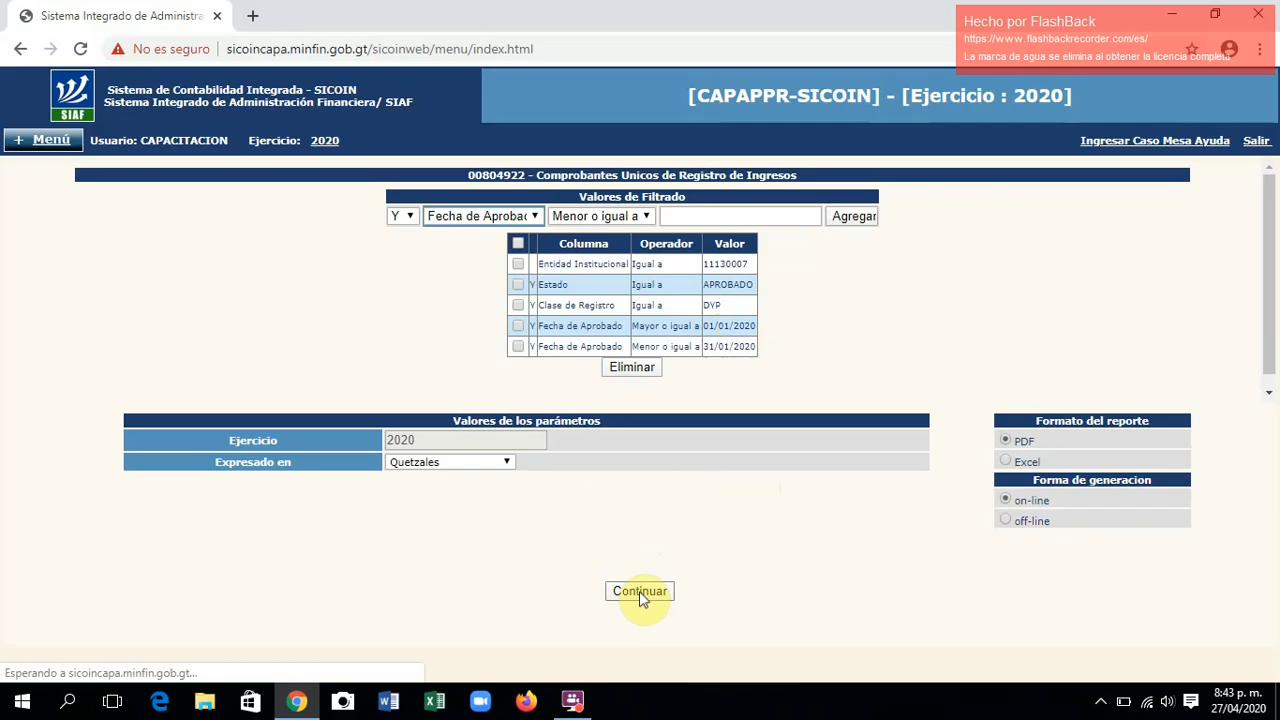 Sistema Integrado de Administra
Hecho por FlashBack
https://www.flashbackrecorder.com/es/
La marca de agua se elimina al obtener la licencia completa
No es seguro
sicoincapa.minfin.gob.gt/sicoinweb/menu/index.html
SIAF
Sistema de Contabilidad Integrada - SICOIN
Sistema Integrado de Administración Financiera/ SIAF
[CAPAPPR-SICOIN] - [Ejercicio : 2020]
+ Menú Usuario: CAPACITACION Ejercicio: 2020 Ingresar Caso Mesa Ayuda Salir
00804922 - Comprobantes Unicos de Registro de Ingresos
Valores de Filtrado
Y Fecha de Aprobac Menor o igual a Agregar
Columna Operador Valor
Entidad Institucional Igual a 11130007
Y Estado Igual a APROBADO
Y Clase de Registro Igual a DYP
Y Fecha de Aprobado Mayor o igual a 01/01/2020
Y Fecha de Aprobado Menor o igual a 31/01/2020
Eliminar
Valores de los parámetros
Ejercicio 2020
Expresado en Quetzales
Formato del reporte
PDF
Excel
Forma de generacion
on-line
off-line
Continuar
Esperando a sicoincapa.minfin.gob.gt...
8:43 p. m.
27/04/2020